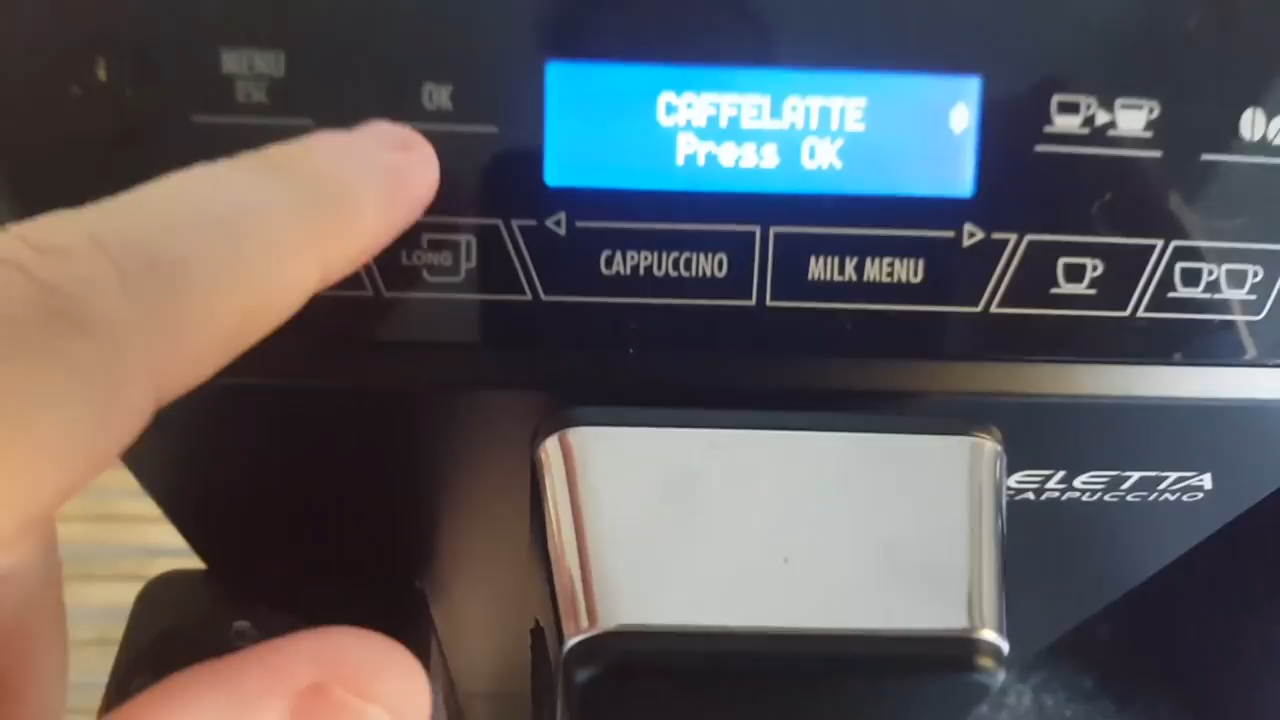 MENU
ESC
OK
CAFFELATTE
Press OK
LONG
CAPPUCCINO
MILK MENU
ELETTA
CAPPUCCINO